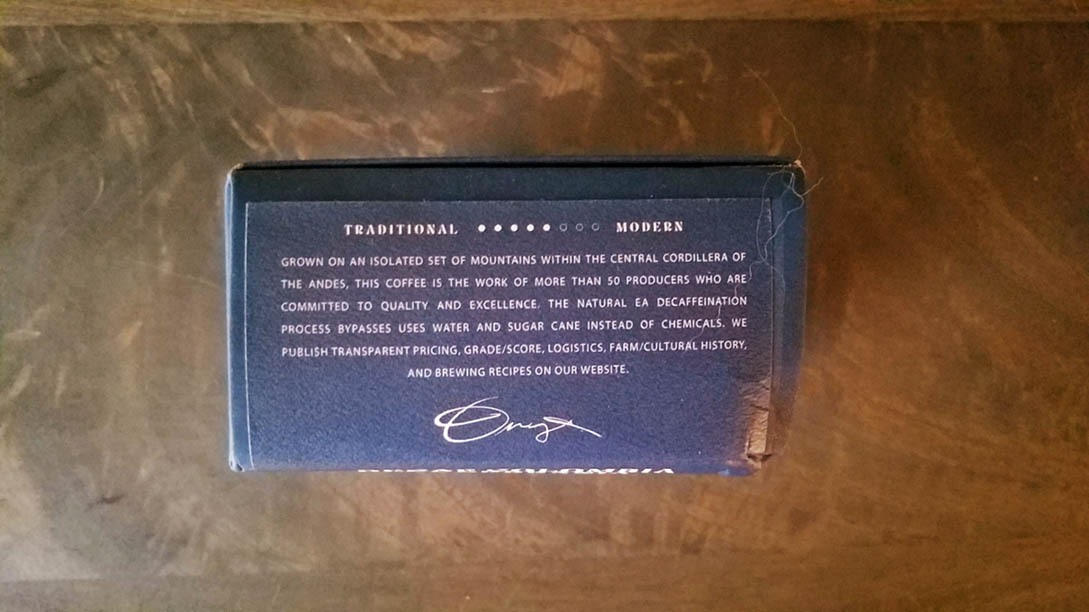 TRADITIONAL ●●●●●○○○ MODERN
GROWN ON AN ISOLATED SET OF MOUNTAINS WITHIN THE CENTRAL CORDILLERA OF
THE ANDES, THIS COFFEE IS THE WORK OF MORE THAN 50 PRODUCERS WHO ARE
COMMITTED TO QUALITY AND EXCELLENCE. THE NATURAL EA DECAFFEINATION
PROCESS BYPASSES USES WATER AND SUGAR CANE INSTEAD OF CHEMICALS. WE
PUBLISH TRANSPARENT PRICING, GRADE/SCORE, LOGISTICS, FARM/CULTURAL HISTORY,
AND BREWING RECIPES ON OUR WEBSITE.
Onyx